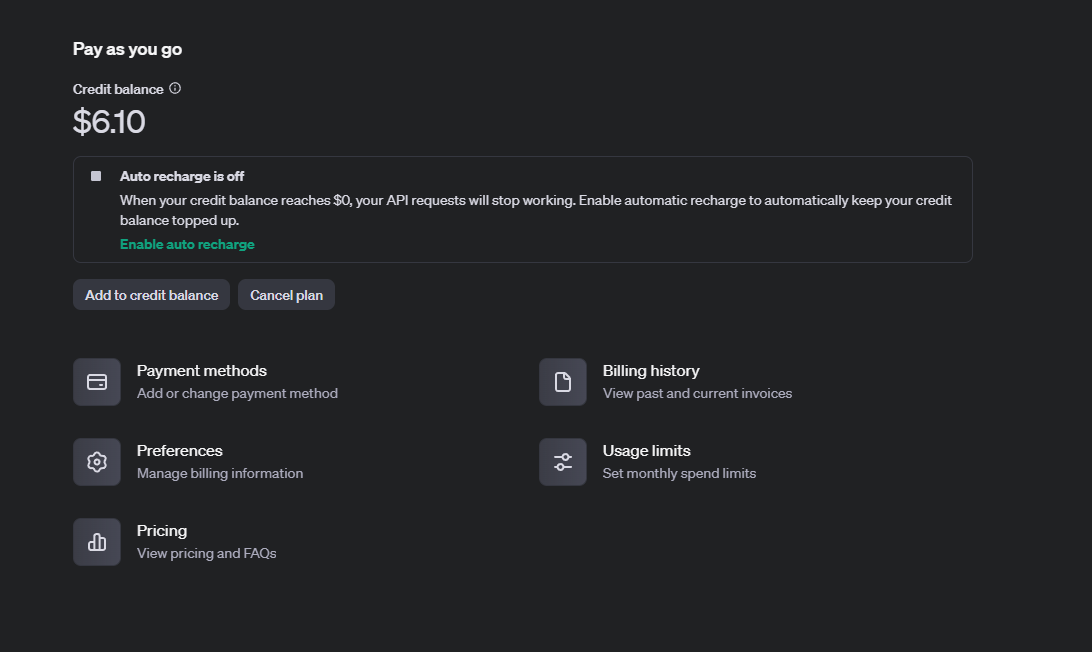 Pay as you go
Credit balance
$6.10
Auto recharge is off
When your credit balance reaches $0, your API requests will stop working. Enable automatic recharge to automatically keep your credit
balance topped up.
Enable auto recharge
Add to credit balance
Cancel plan
Payment methods
Add or change payment method
Billing history
View past and current invoices
Preferences
Manage billing information
Usage limits
Set monthly spend limits
Pricing
View pricing and FAQs